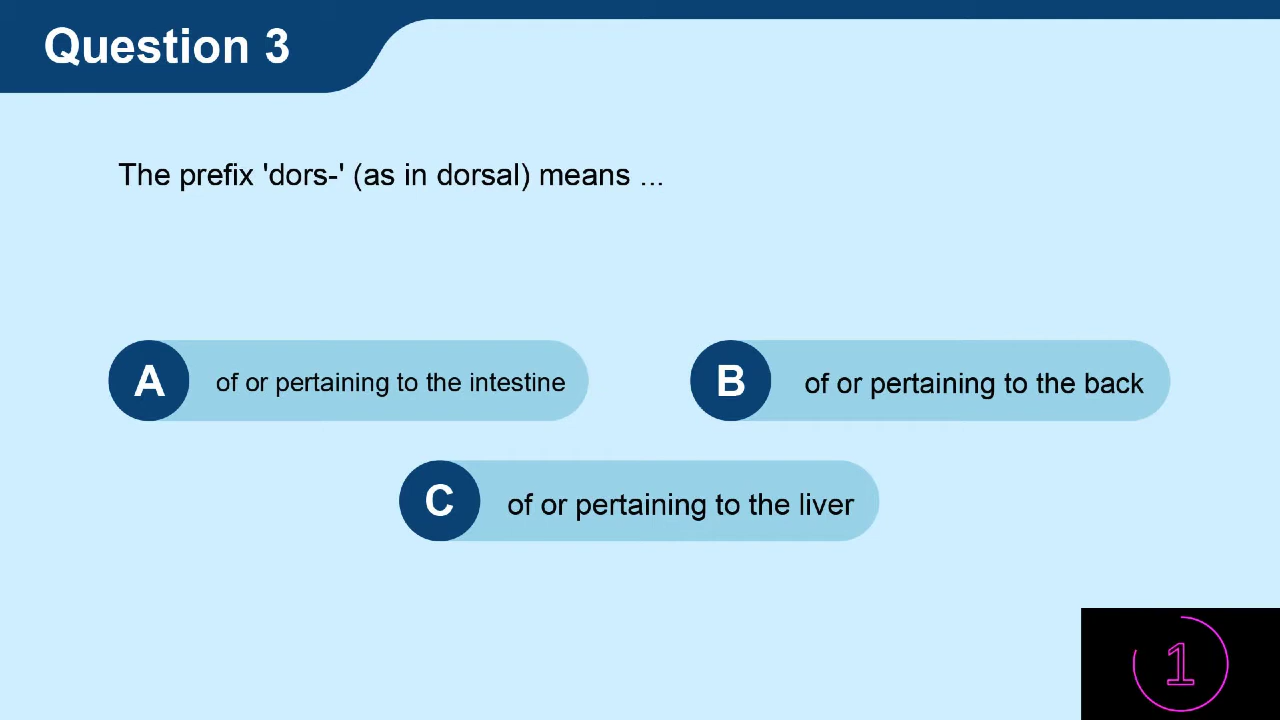 Question 3
The prefix 'dors-' (as in dorsal) means ...
A of or pertaining to the intestine
B of or pertaining to the back
C of or pertaining to the liver
1